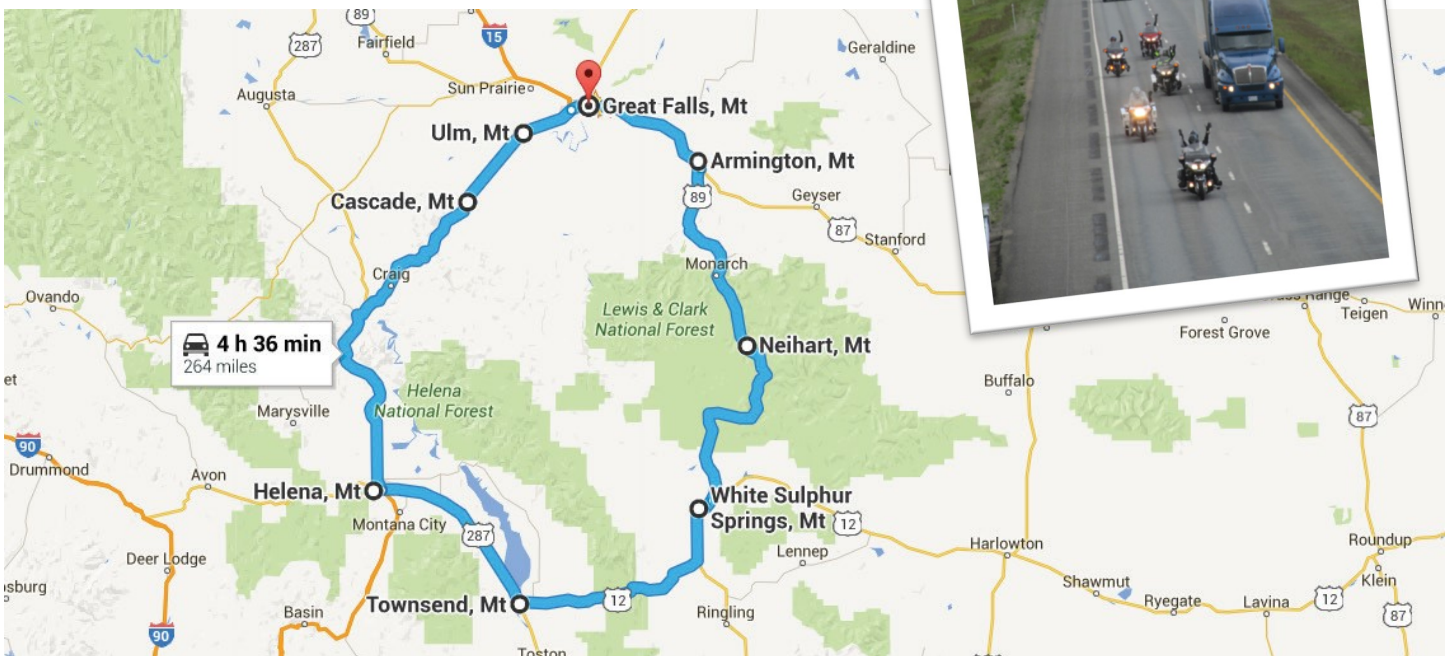 89
287
Fairfield
15
Geraldine
Augusta
Sun Prairie
Great Falls, Mt
Ulm, Mt
Armington, Mt
89
Geyser
Cascade, Mt
87
Stanford
Craig
Monarch
Ovando
Lewis & Clark
National Forest
Range
Teigen
Winn
Forest Grove
4 h 36 min
264 miles
Neihart, Mt
et
Helena
National Forest
Buffalo
Marysville
87
90
Drummond
Avon
Helena, Mt
White Sulphur
Springs, Mt
Montana City
12
287
Harlowton
Lennep
Roundup
Deer Lodge
Klein
sburg
Shawmut
Townsend, Mt
12
Ryegate
Lavina
12
Basin
Ringling
87
90
Toston